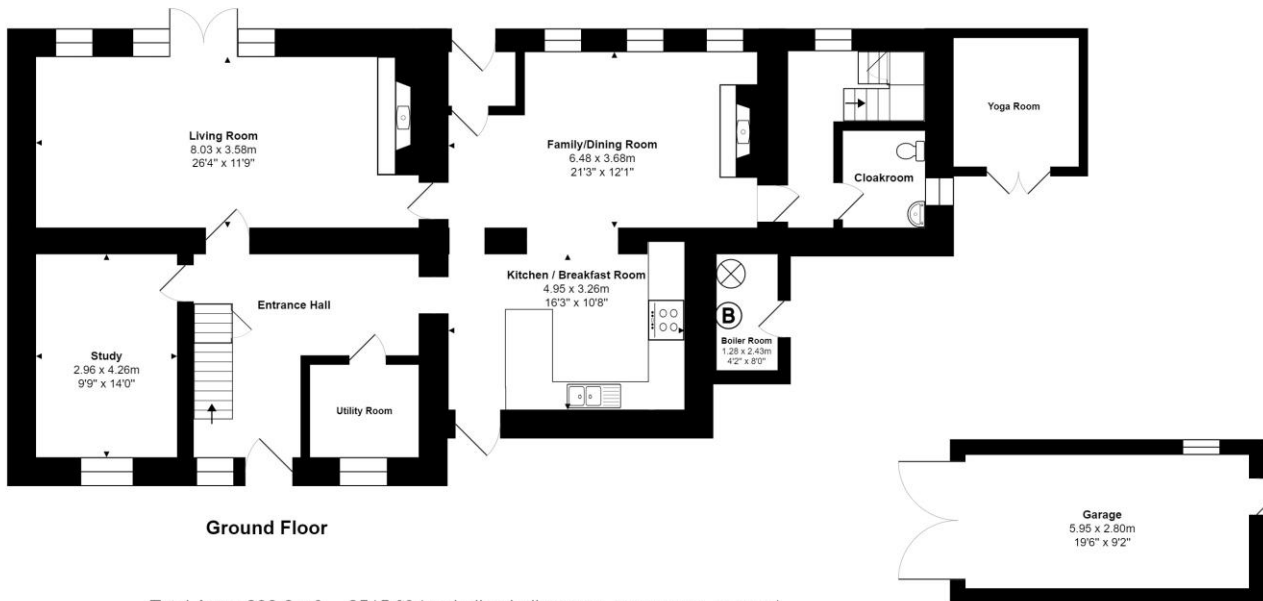 Living Room
8.03 x 3.58m
26'4" x 11'9"
Family/Dining Room
6.48 x 3.68m
21'3" x 12'1"
Yoga Room
Cloakroom
Kitchen / Breakfast Room
4.95 x 3.26m
16'3" x 10'8"
Entrance Hall
Study
2.96 x 4.26m
9'9" x 14'0"
Utility Room
B
Boiler Room
1.28 x 2.43m
4'2" x 8'0"
Ground Floor
Garage
5.95 x 2.80m
19'6" x 9'2"